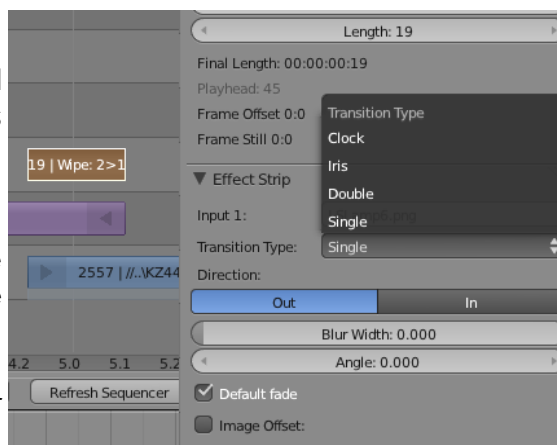 Length: 19
Final Length: 00:00:00:19
Playhead: 45
Frame Offset 0:0
Frame Still 0:0
Transition Type
Clock
Iris
Double
Single
19 | Wipe: 2>1
Effect Strip
Input 1:
Transition Type: Single
2557 | //..\KZ44
Direction:
Out In
Blur Width: 0.000
4.2 5.0 5.1 5.2
Angle: 0.000
Refresh Sequencer
Default fade
Image Offset: